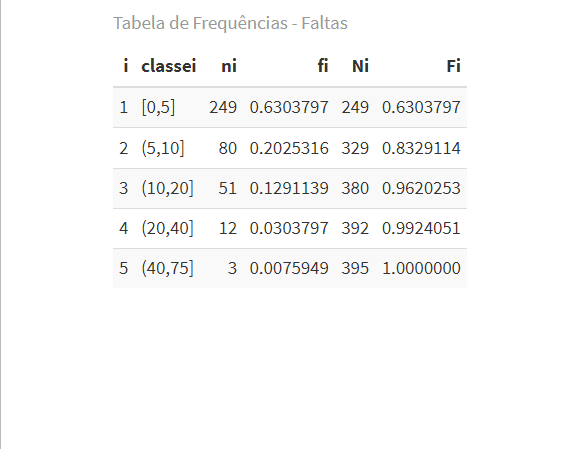 Tabela de Frequências - Faltas
i classei ni fi Ni Fi
1 [0,5] 249 0.6303797 249 0.6303797
2 (5,10] 80 0.2025316 329 0.8329114
3 (10,20] 51 0.1291139 380 0.9620253
4 (20,40] 12 0.0303797 392 0.9924051
5 (40,75] 3 0.0075949 395 1.0000000